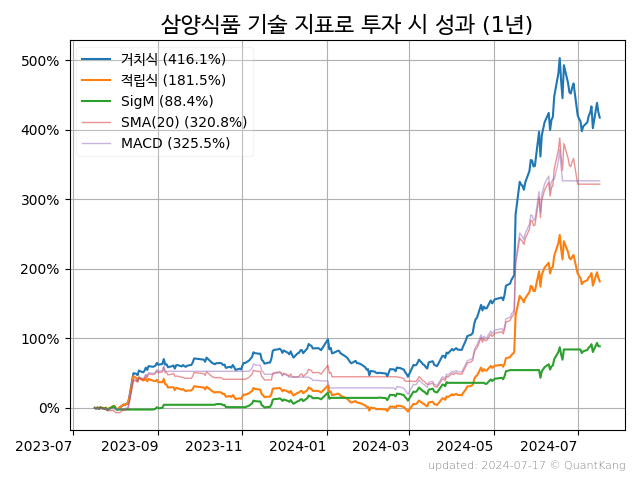 삼양식품 기술 지표로 투자 시 성과 (1년)
500%
400%
300%
200%
100%
0%
거치식 (416.1%)
적립식 (181.5%)
SigM (88.4%)
SMA(20) (320.8%)
MACD (325.5%)
2023-07 2023-09 2023-11 2024-01 2024-03 2024-05 2024-07
updated: 2024-07-17 © QuantKang